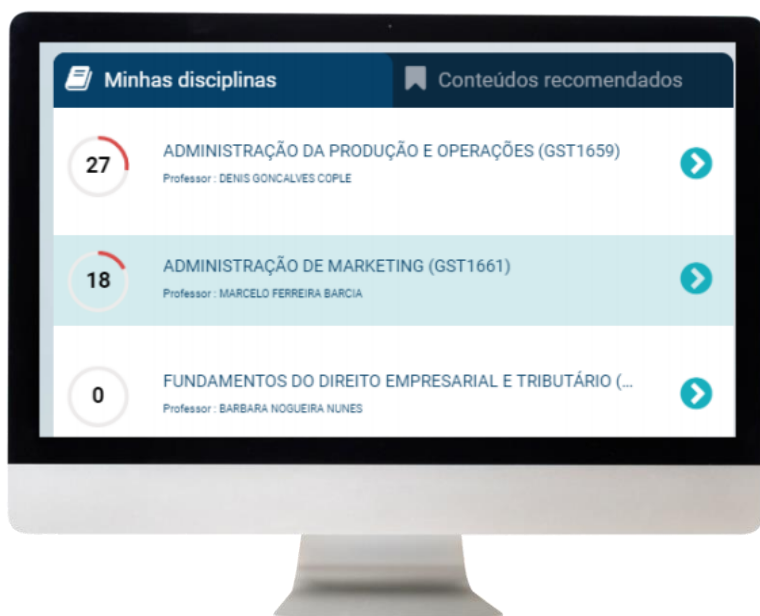 Minhas disciplinas
Conteúdos recomendados
27
ADMINISTRAÇÃO DA PRODUÇÃO E OPERAÇÕES (GST1659)
Professor : DENIS GONCALVES COPLE
18
ADMINISTRAÇÃO DE MARKETING (GST1661)
Professor : MARCELO FERREIRA BARCIA
0
FUNDAMENTOS DO DIREITO EMPRESARIAL E TRIBUTÁRIO (...
Professor : BARBARA NOGUEIRA NUNES